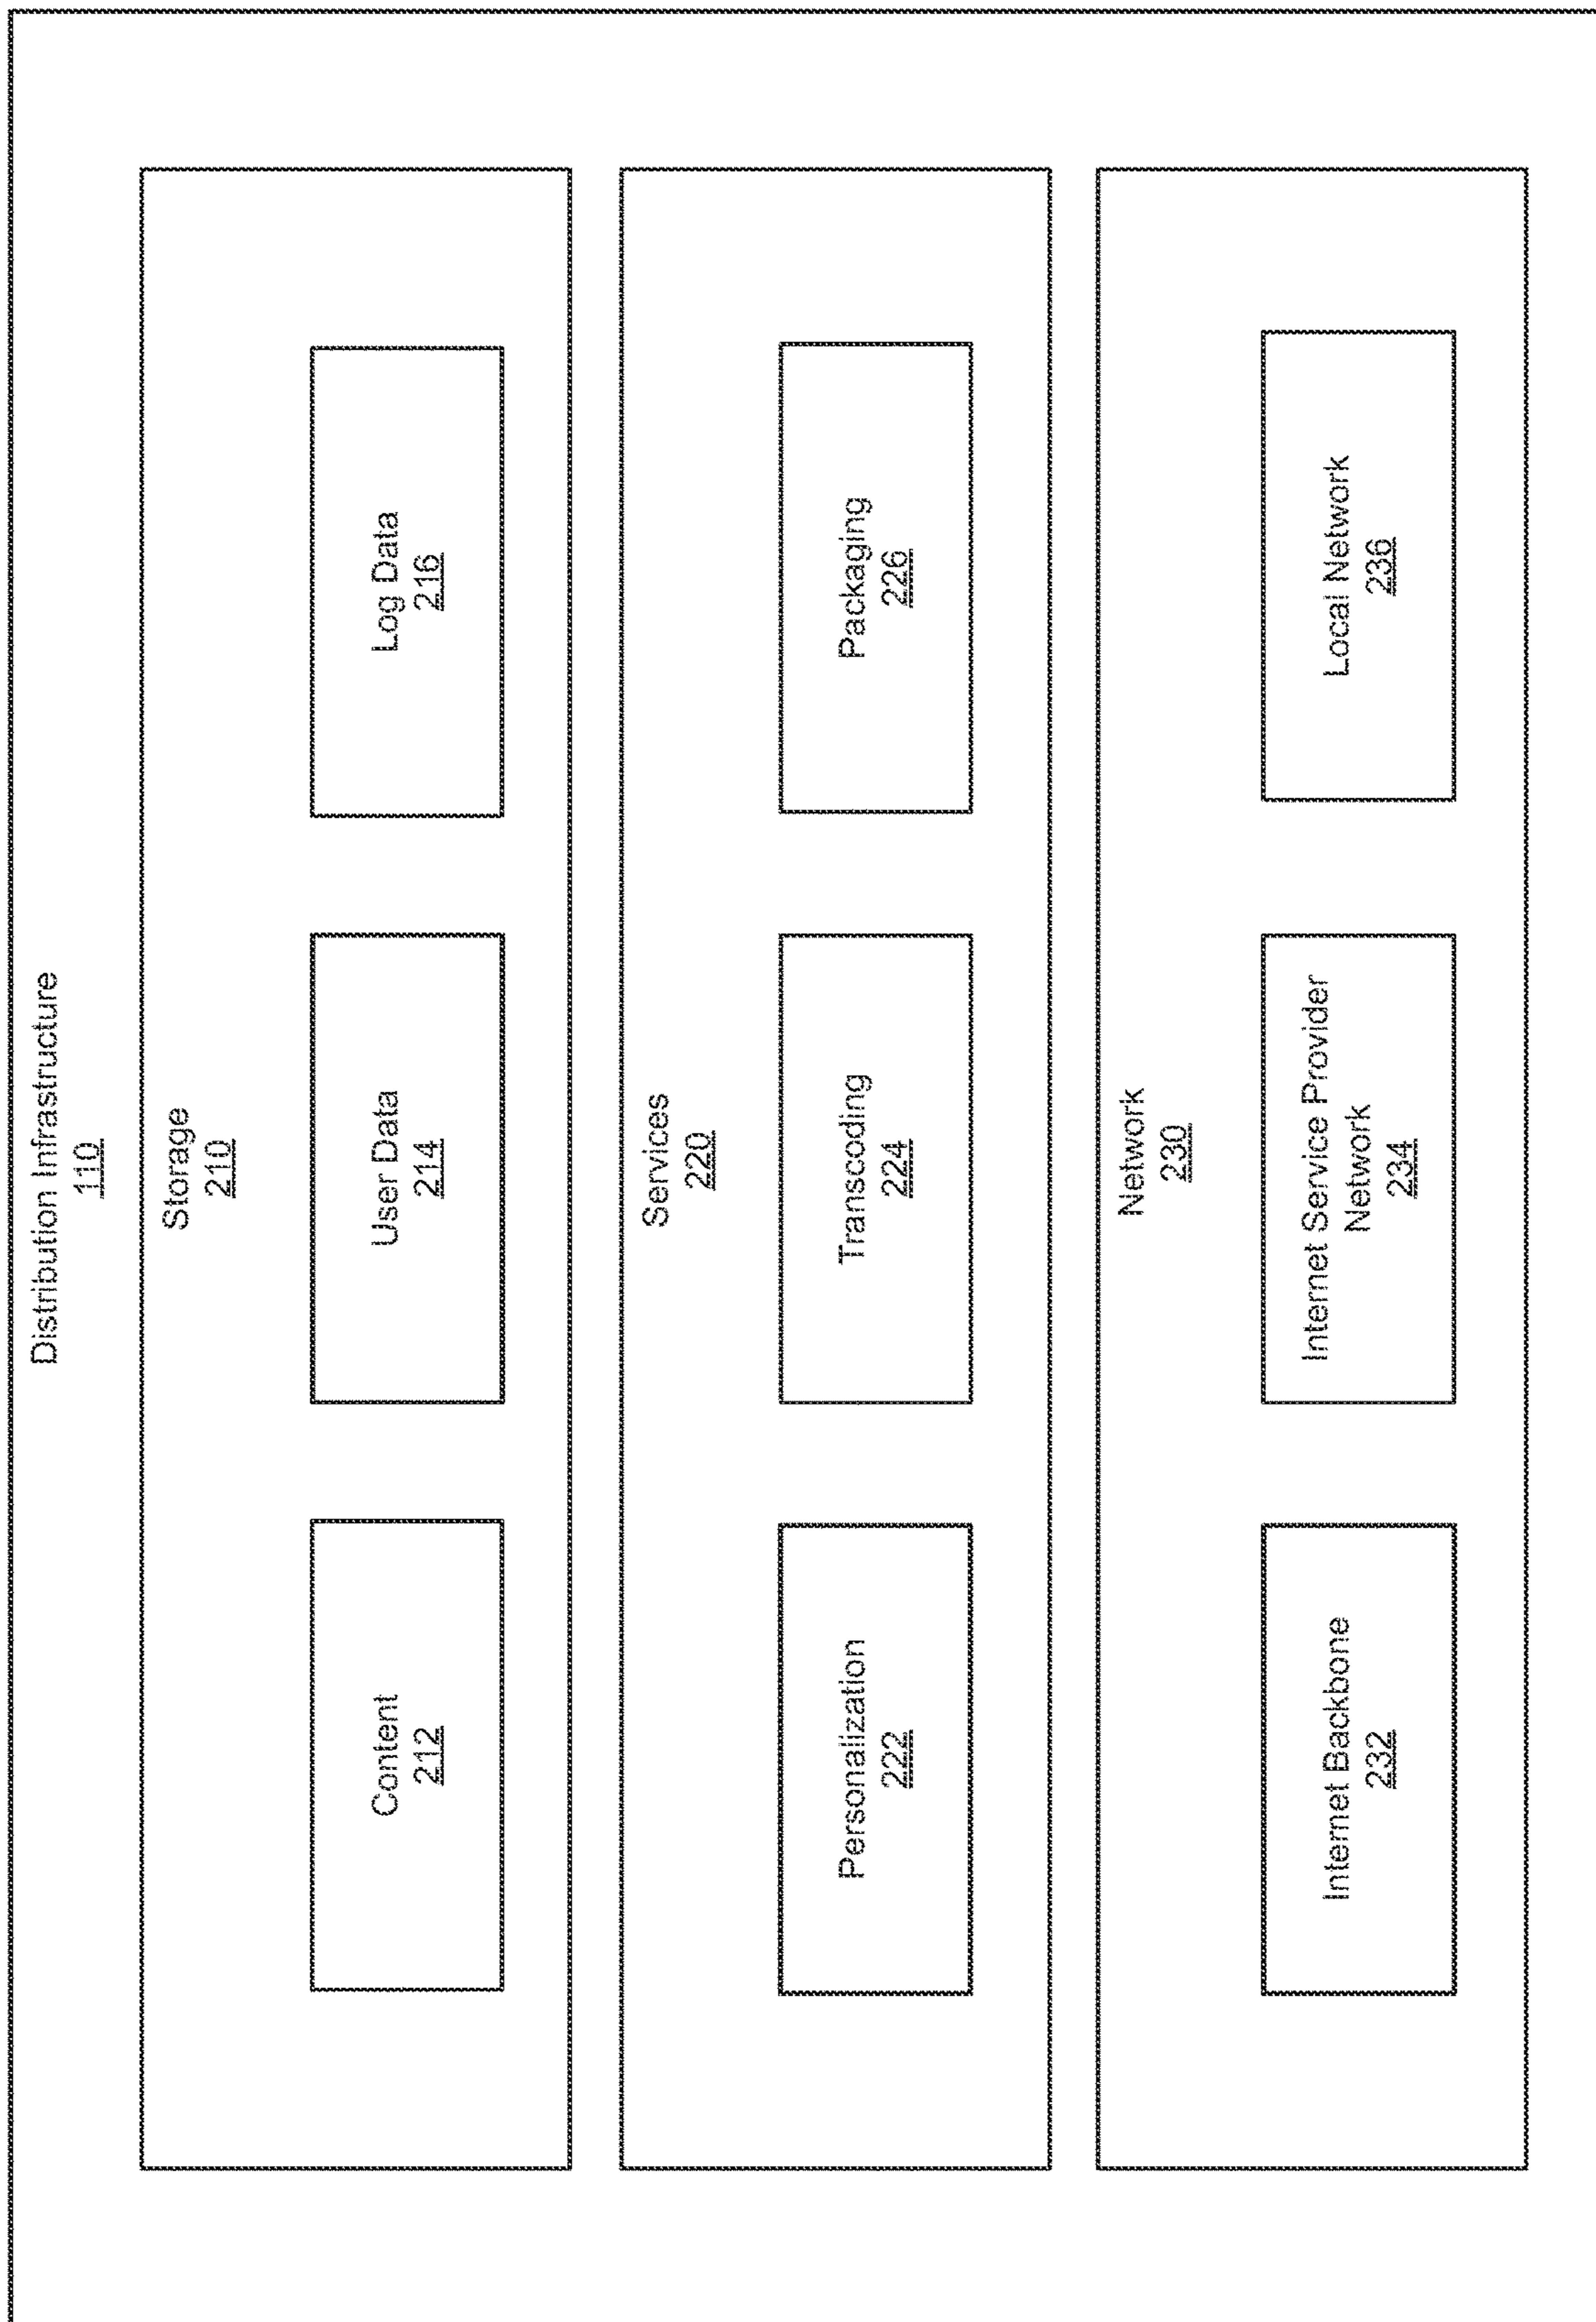 Distribution Infrastructure
110
Storage
210
Content
212
User Data
214
Log Data
216
Services
220
Personalization
222
Transcoding
224
Packaging
226
Network
230
Internet Backbone
232
Internet Service Provider
Network
234
Local Network
236